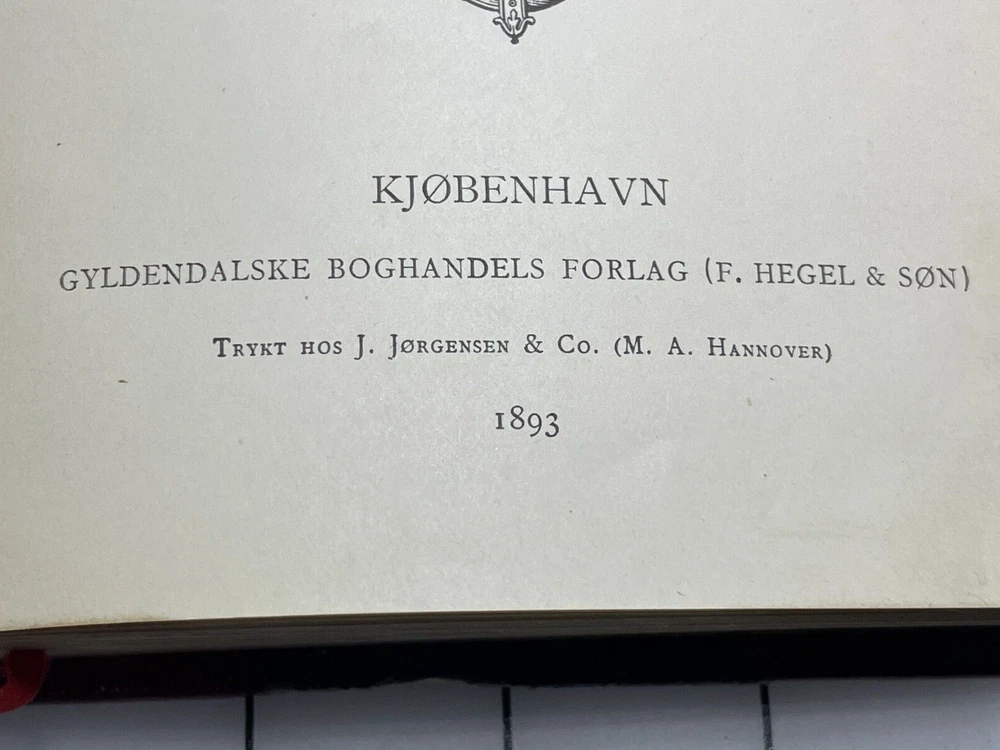 KJØBENHAVN
GYLDENDALSKE BOGHANDELS FORLAG (F. HEGEL & SØN)
TRYKT HOS J. JØRGENSEN & CO. (M. A. HANNOVER)
1893